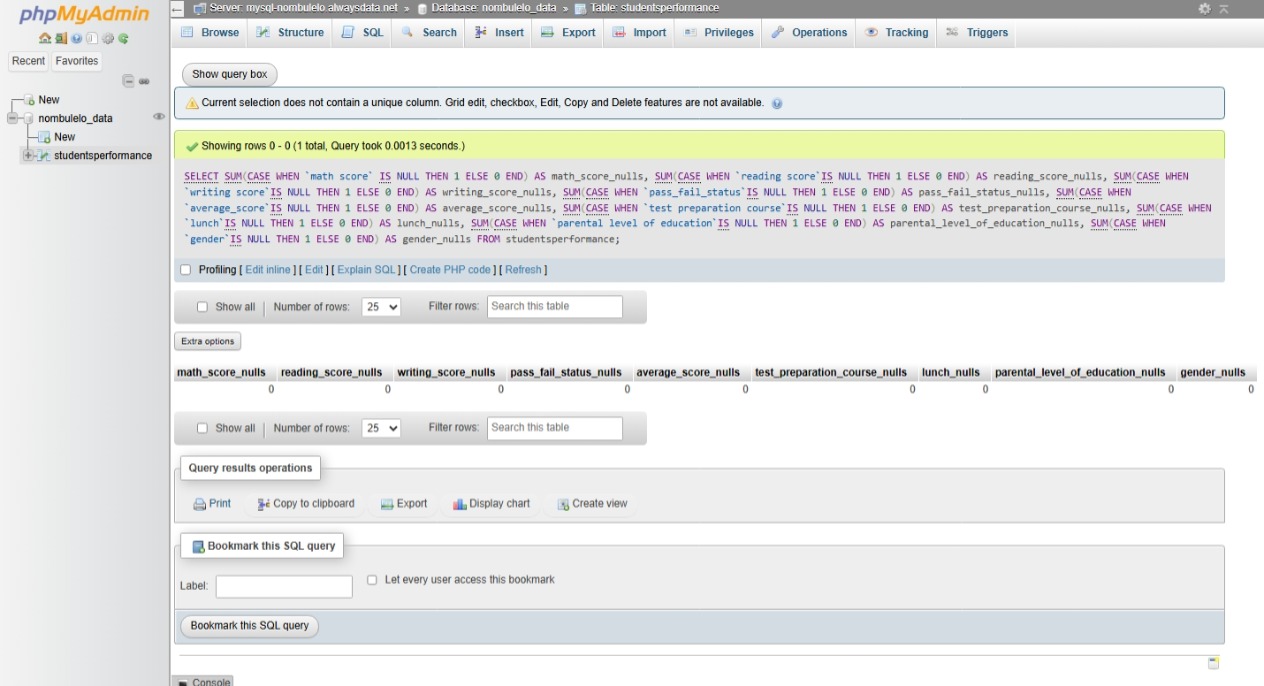 phpMyAdmin
Recent Favorites
New
nombulelo_data
New
studentsperformance
Server: mysql-nombulelo.alwaysdata.net » Database: nombulelo_data » Table: studentsperformance
Browse Structure SQL Search Insert Export Import Privileges Operations Tracking Triggers
Show query box
Current selection does not contain a unique column. Grid edit, checkbox, Edit, Copy and Delete features are not available.
Showing rows 0 - 0 (1 total, Query took 0.0013 seconds.)
SELECT SUM(CASE WHEN `math score` IS NULL THEN 1 ELSE 0 END) AS math_score_nulls, SUM(CASE WHEN `reading score`IS NULL THEN 1 ELSE 0 END) AS reading_score_nulls, SUM(CASE WHEN
`writing score`IS NULL THEN 1 ELSE 0 END) AS writing_score_nulls, SUM(CASE WHEN `pass_fail_status`IS NULL THEN 1 ELSE 0 END) AS pass_fail_status_nulls, SUM(CASE WHEN
`average_score`IS NULL THEN 1 ELSE 0 END) AS average_score_nulls, SUM(CASE WHEN `test preparation course`IS NULL THEN 1 ELSE 0 END) AS test_preparation_course_nulls, SUM(CASE WHEN
`lunch`IS NULL THEN 1 ELSE 0 END) AS lunch_nulls, SUM(CASE WHEN `parental level of education`IS NULL THEN 1 ELSE 0 END) AS parental_level_of_education_nulls, SUM(CASE WHEN
`gender`IS NULL THEN 1 ELSE 0 END) AS gender_nulls FROM studentsperformance;
Profiling [ Edit inline ] [ Edit ] [ Explain SQL ] [ Create PHP code ] [ Refresh ]
Show all Number of rows: 25 Filter rows: Search this table
Extra options
math_score_nulls reading_score_nulls writing_score_nulls pass_fail_status_nulls average_score_nulls test_preparation_course_nulls lunch_nulls parental_level_of_education_nulls gender_nulls
0 0 0 0 0 0 0 0 0
Show all Number of rows: 25 Filter rows: Search this table
Query results operations
Print Copy to clipboard Export Display chart Create view
Bookmark this SQL query
Label: Let every user access this bookmark
Bookmark this SQL query
Console